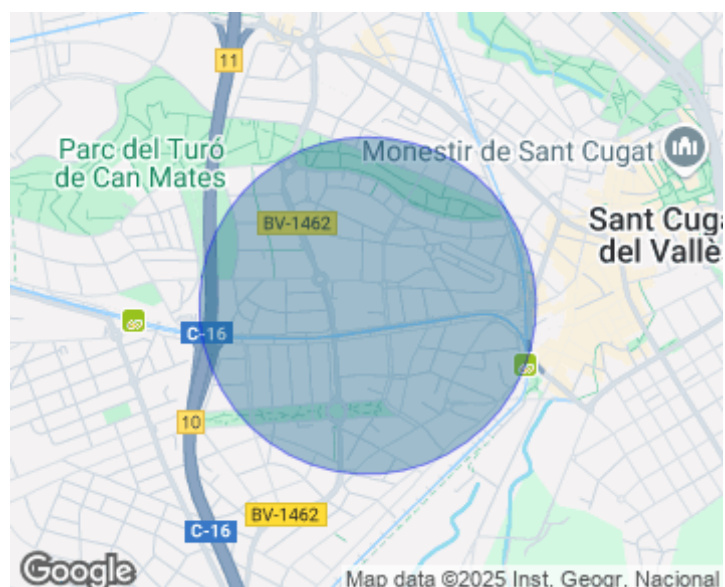 11
Parc del Turó
de Can Mates
Monestir de Sant Cugat
BV-1462
Sant Cuga
del Vallè
C-16
10
BV-1462
C-16
Google
Map data ©2025 Inst. Geogr. Nacional